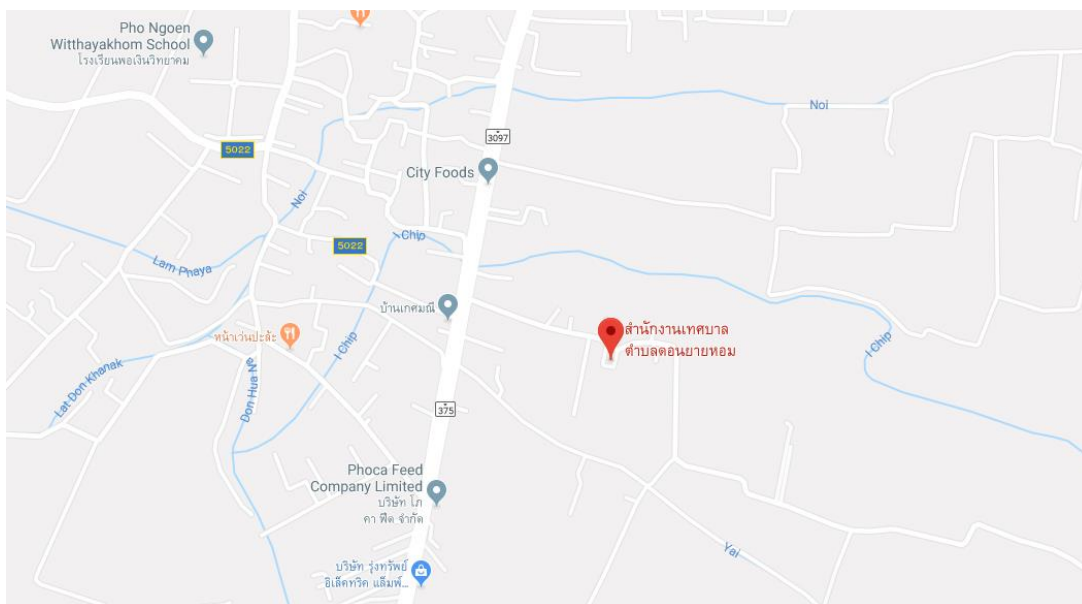 Pho Ngoen
Witthayakhom School
โรงเรียนพอเงินวิทยาคม
Noi
3097
5022
City Foods
Noi
I Chip
5022
Lam Phaya
บ้านเกศมณี
สำนักงานเทศบาล
ตำบลดอนยายหอม
หน้าเว่นปะล้ะ
I Chip
I Chip
Lat Don Khanak
Don Hua N
375
Phoca Feed
Company Limited
บริษัท โภ
คา ฟีด จำกัด
Yai
บริษัท รุ่งทรัพย์
อิเล็คทริค แล็มพ์...